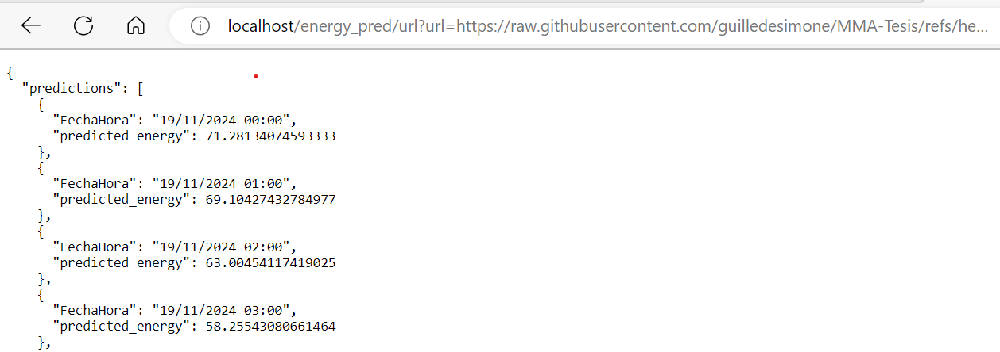 localhost/energy_pred/url?url=https://raw.githubusercontent.com/guilledesimone/MMA-Tesis/refs/he...
{
"predictions": [
{
"FechaHora": "19/11/2024 00:00",
"predicted_energy": 71.28134074593333
},
{
"FechaHora": "19/11/2024 01:00",
"predicted_energy": 69.10427432784977
},
{
"FechaHora": "19/11/2024 02:00",
"predicted_energy": 63.00454117419025
},
{
"FechaHora": "19/11/2024 03:00",
"predicted_energy": 58.25543080661464
},